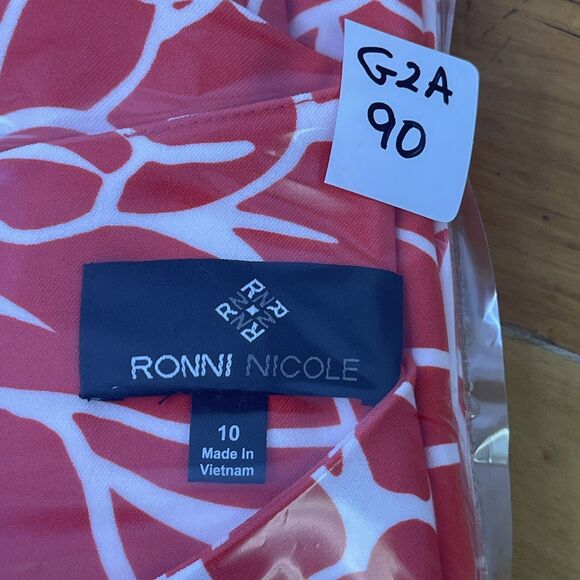 G2A
90
RONNI NICOLE
10
Made In
Vietnam